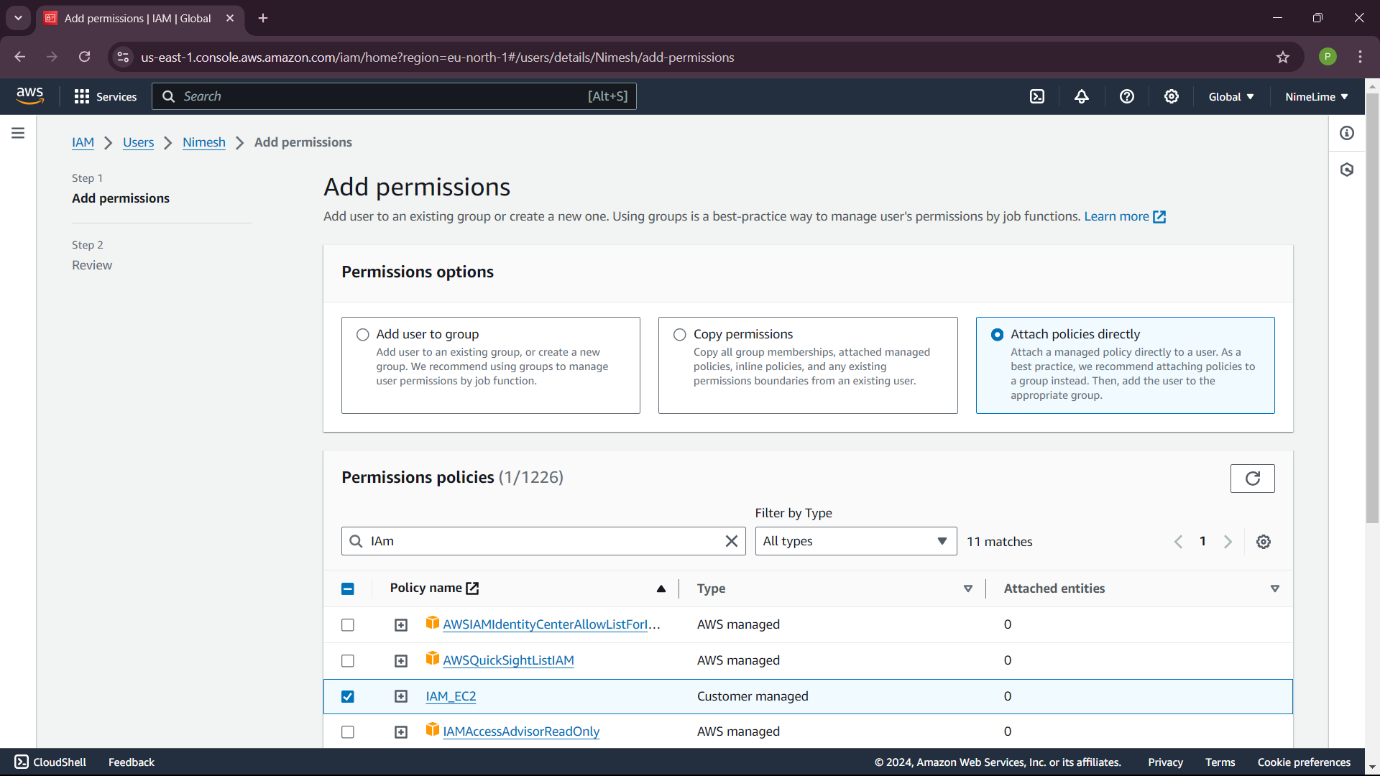 Add permissions | IAM | Global
us-east-1.console.aws.amazon.com/iam/home?region=eu-north-1#/users/details/Nimesh/add-permissions
P
aws
Services
Search
[Alt+S]
Global
NimeLime
IAM
Users
Nimesh
Add permissions
Step 1
Add permissions
Step 2
Review
Add permissions
Add user to an existing group or create a new one. Using groups is a best-practice way to manage user's permissions by job functions. Learn more
Permissions options
Add user to group
Add user to an existing group, or create a new
group. We recommend using groups to manage
user permissions by job function.
Copy permissions
Copy all group memberships, attached managed
policies, inline policies, and any existing
permissions boundaries from an existing user.
Attach policies directly
Attach a managed policy directly to a user. As a
best practice, we recommend attaching policies to
a group instead. Then, add the user to the
appropriate group.
Permissions policies (1/1226)
Filter by Type
IAm
All types
11 matches
1
Policy name
Type
Attached entities
AWSIAMIdentityCenterAllowListForI...
AWS managed
0
AWSQuickSightListIAM
AWS managed
0
IAM_EC2
Customer managed
0
IAMAccessAdvisorReadOnly
AWS managed
0
CloudShell
Feedback
© 2024, Amazon Web Services, Inc. or its affiliates.
Privacy
Terms
Cookie preferences